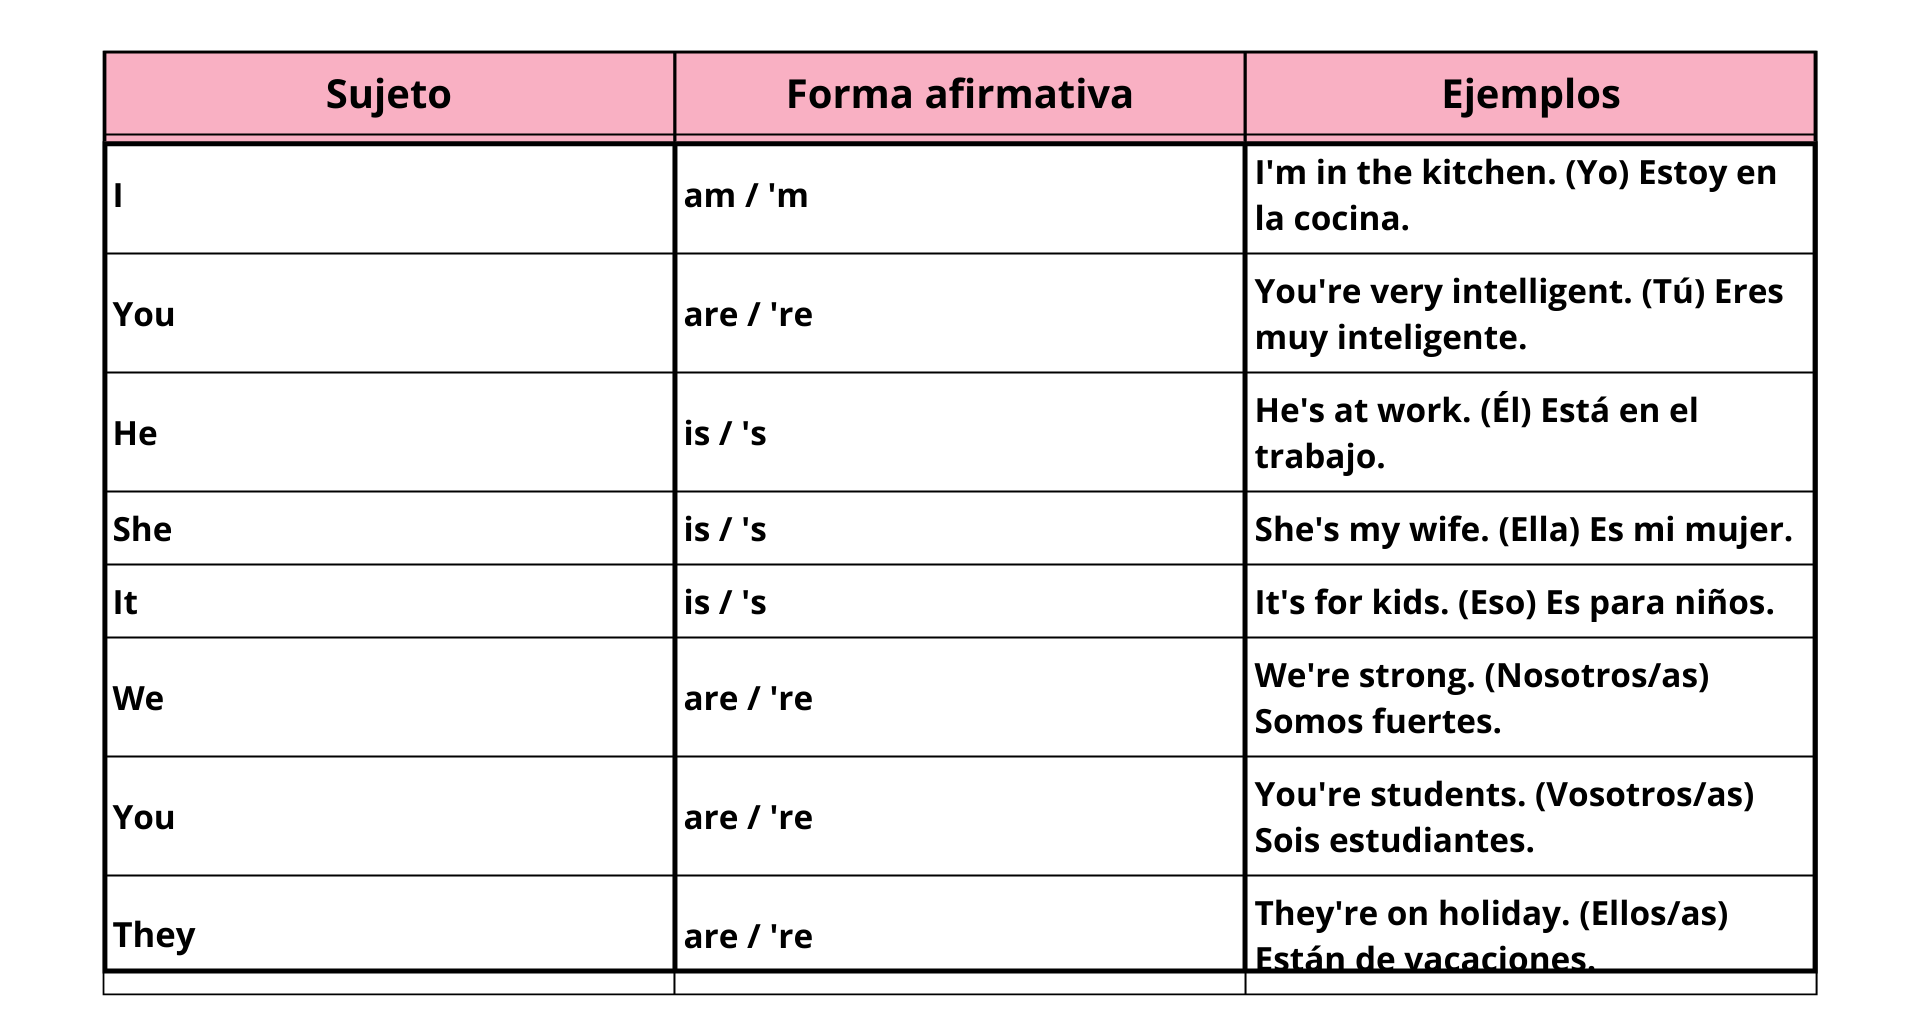 Sujeto Forma afirmativa Ejemplos
I am / 'm I'm in the kitchen. (Yo) Estoy en
la cocina.
You are / 're You're very intelligent. (Tú) Eres
muy inteligente.
He is / 's He's at work. (Él) Está en el
trabajo.
She is / 's She's my wife. (Ella) Es mi mujer.
It is / 's It's for kids. (Eso) Es para niños.
We are / 're We're strong. (Nosotros/as)
Somos fuertes.
You are / 're You're students. (Vosotros/as)
Sois estudiantes.
They are / 're They're on holiday. (Ellos/as)
Están de vacaciones.